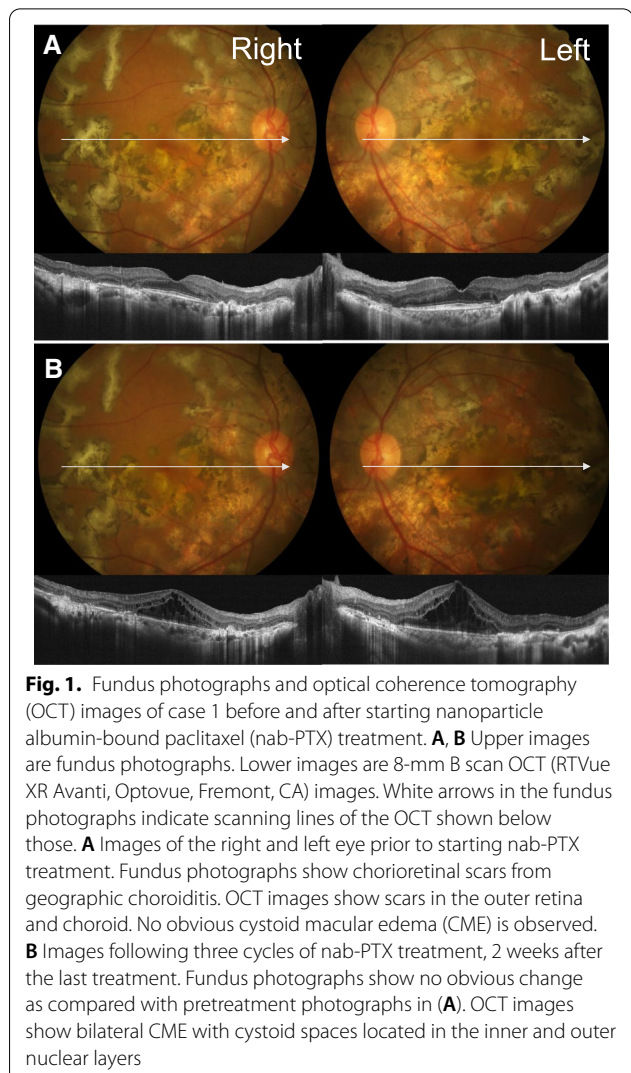 A
Right
Left
B
Fig. 1. Fundus photographs and optical coherence tomography
(OCT) images of case 1 before and after starting nanoparticle
albumin-bound paclitaxel (nab-PTX) treatment. A, B Upper images
are fundus photographs. Lower images are 8-mm B scan OCT (RTVue
XR Avanti, Optovue, Fremont, CA) images. White arrows in the fundus
photographs indicate scanning lines of the OCT shown below
those. A Images of the right and left eye prior to starting nab-PTX
treatment. Fundus photographs show chorioretinal scars from
geographic choroiditis. OCT images show scars in the outer retina
and choroid. No obvious cystoid macular edema (CME) is observed.
B Images following three cycles of nab-PTX treatment, 2 weeks after
the last treatment. Fundus photographs show no obvious change
as compared with pretreatment photographs in (A). OCT images
show bilateral CME with cystoid spaces located in the inner and outer
nuclear layers